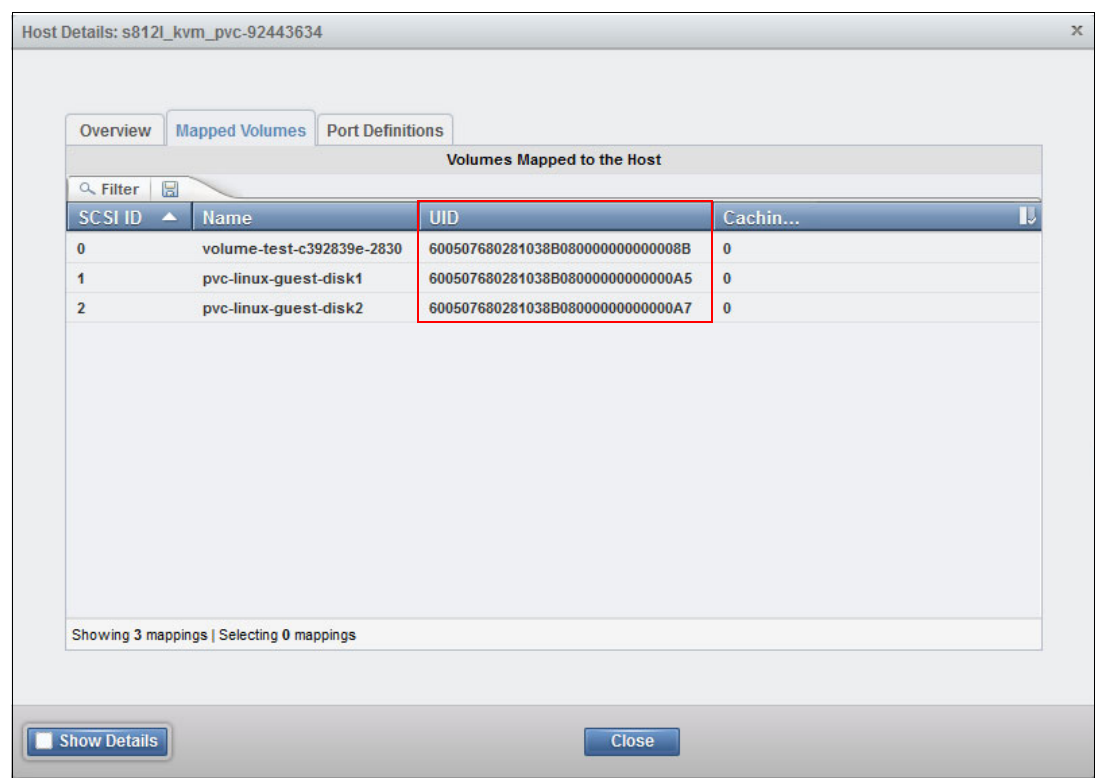 Host Details: s812l_kvm_pvc-92443634 x
Overview Mapped Volumes Port Definitions
Volumes Mapped to the Host
Filter
SCSI ID Name UID Cachin...
0 volume-test-c392839e-2830 600507680281038B080000000000008B 0
1 pvc-linux-guest-disk1 600507680281038B08000000000000A5 0
2 pvc-linux-guest-disk2 600507680281038B08000000000000A7 0
Showing 3 mappings | Selecting 0 mappings
Show Details Close